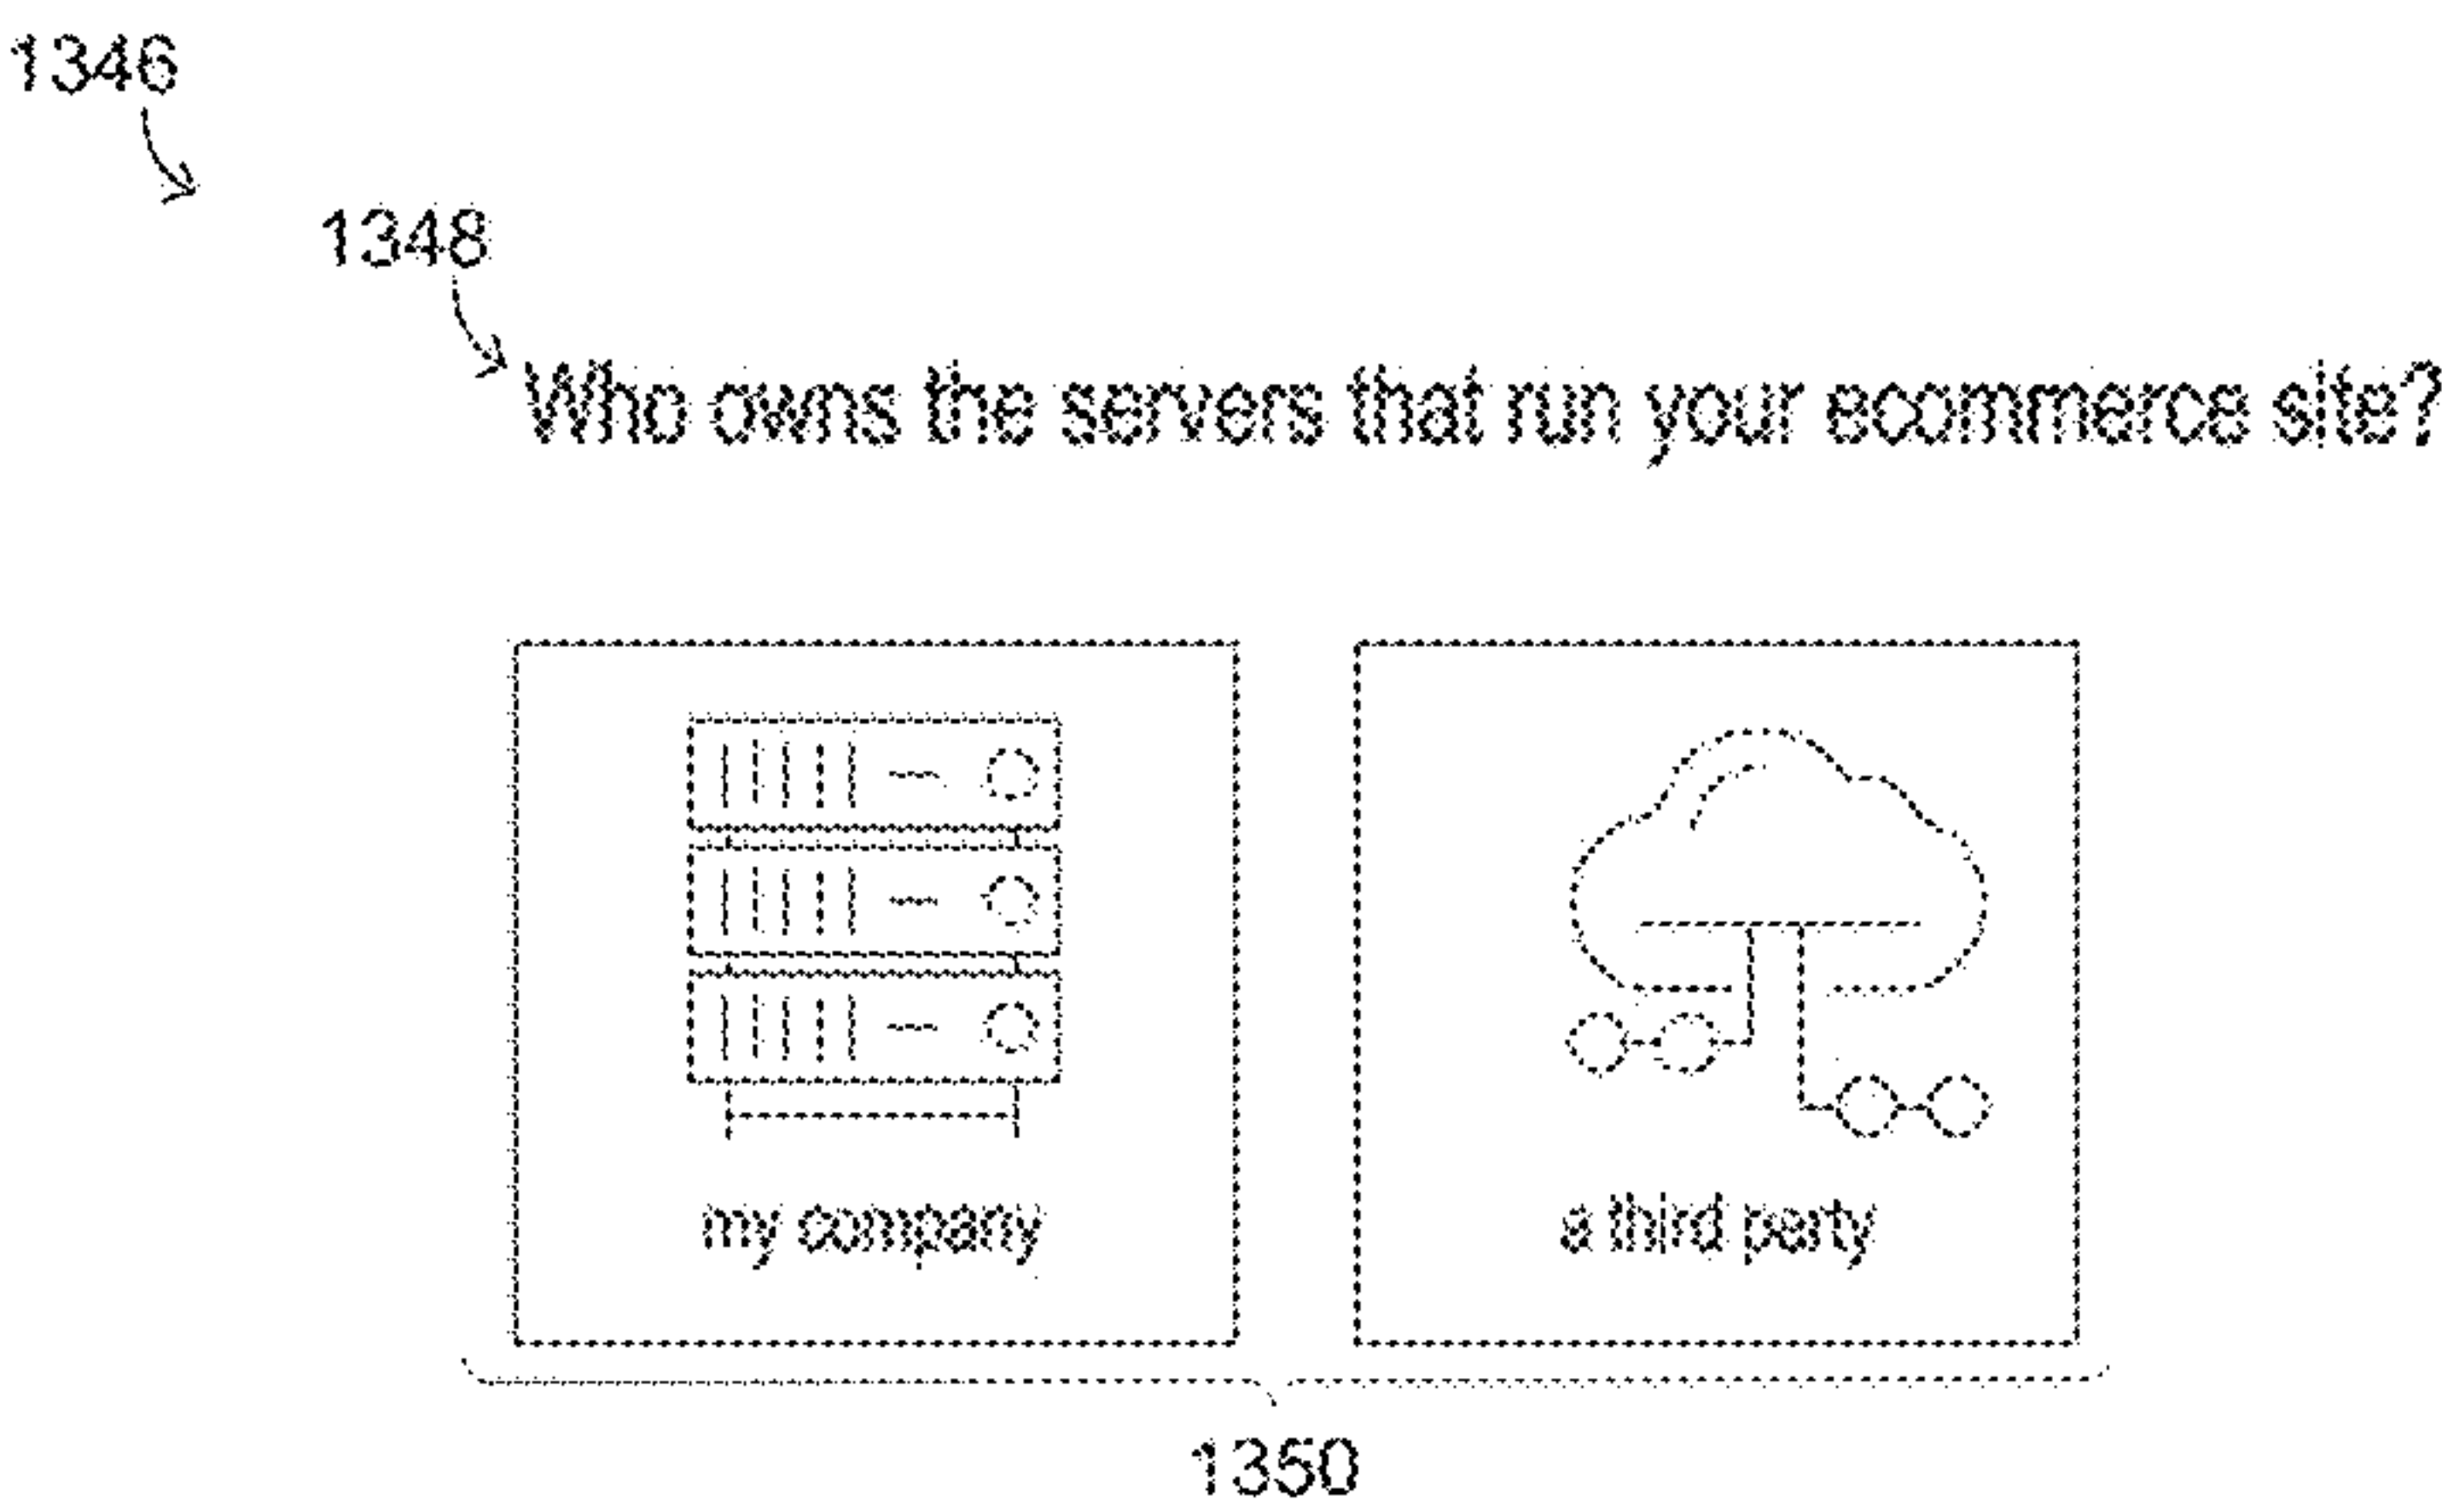 1346
1348
Who owns the servers that run your ecommerce site?
my company
a third party
1350